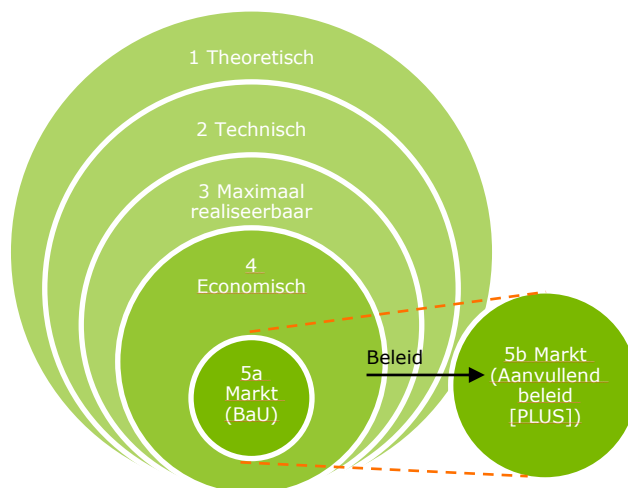 1 Theoretisch
2 Technisch
3 Maximaal
realiseerbaar
4
Economisch
5a
Markt
(BaU)
Beleid
5b Markt
(Aanvullend
beleid
[PLUS])